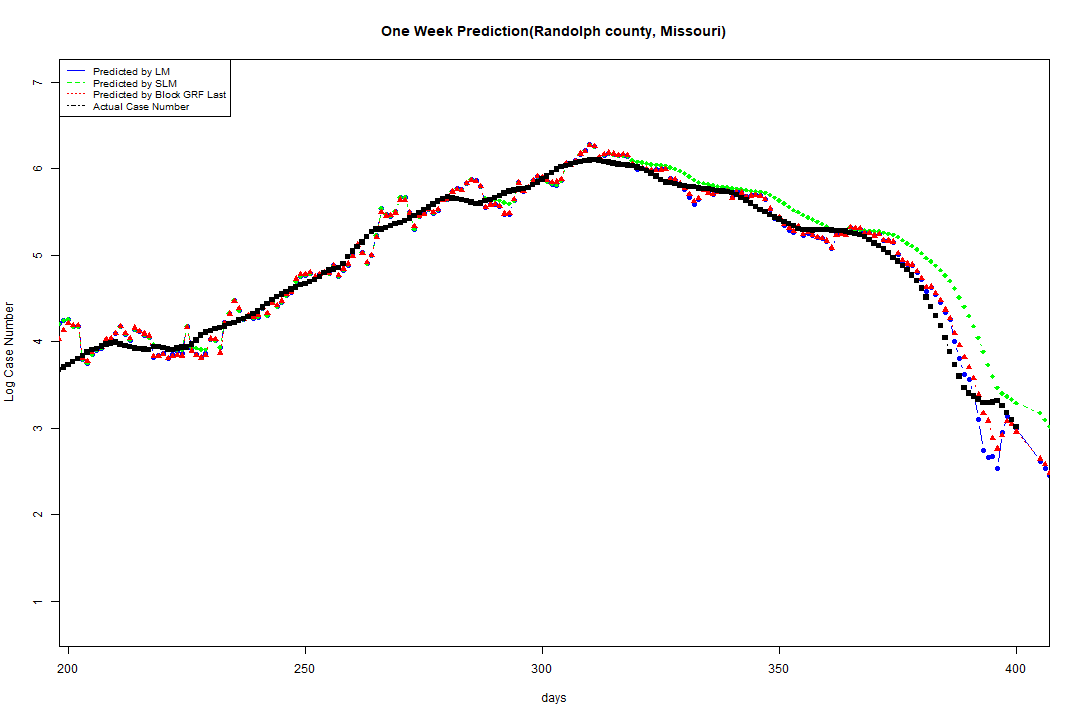 One Week Prediction(Randolph county, Missouri)
Predicted by LM
Predicted by SLM
Predicted by Block GRF Last
Actual Case Number
7
6
5
4
3
2
1
Log Case Number
200 250 300 350 400
days